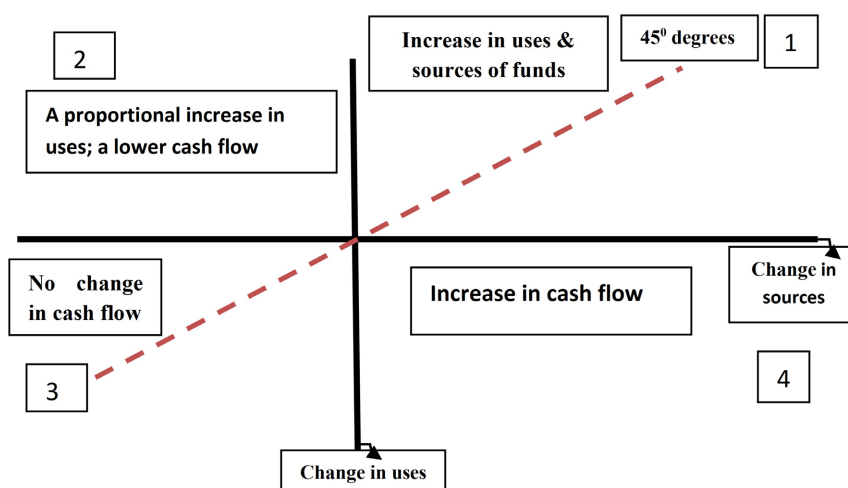 2
Increase in uses &
sources of funds
45⁰ degrees
1
A proportional increase in
uses; a lower cash flow
No change
in cash flow
Increase in cash flow
Change in
sources
3
4
Change in uses